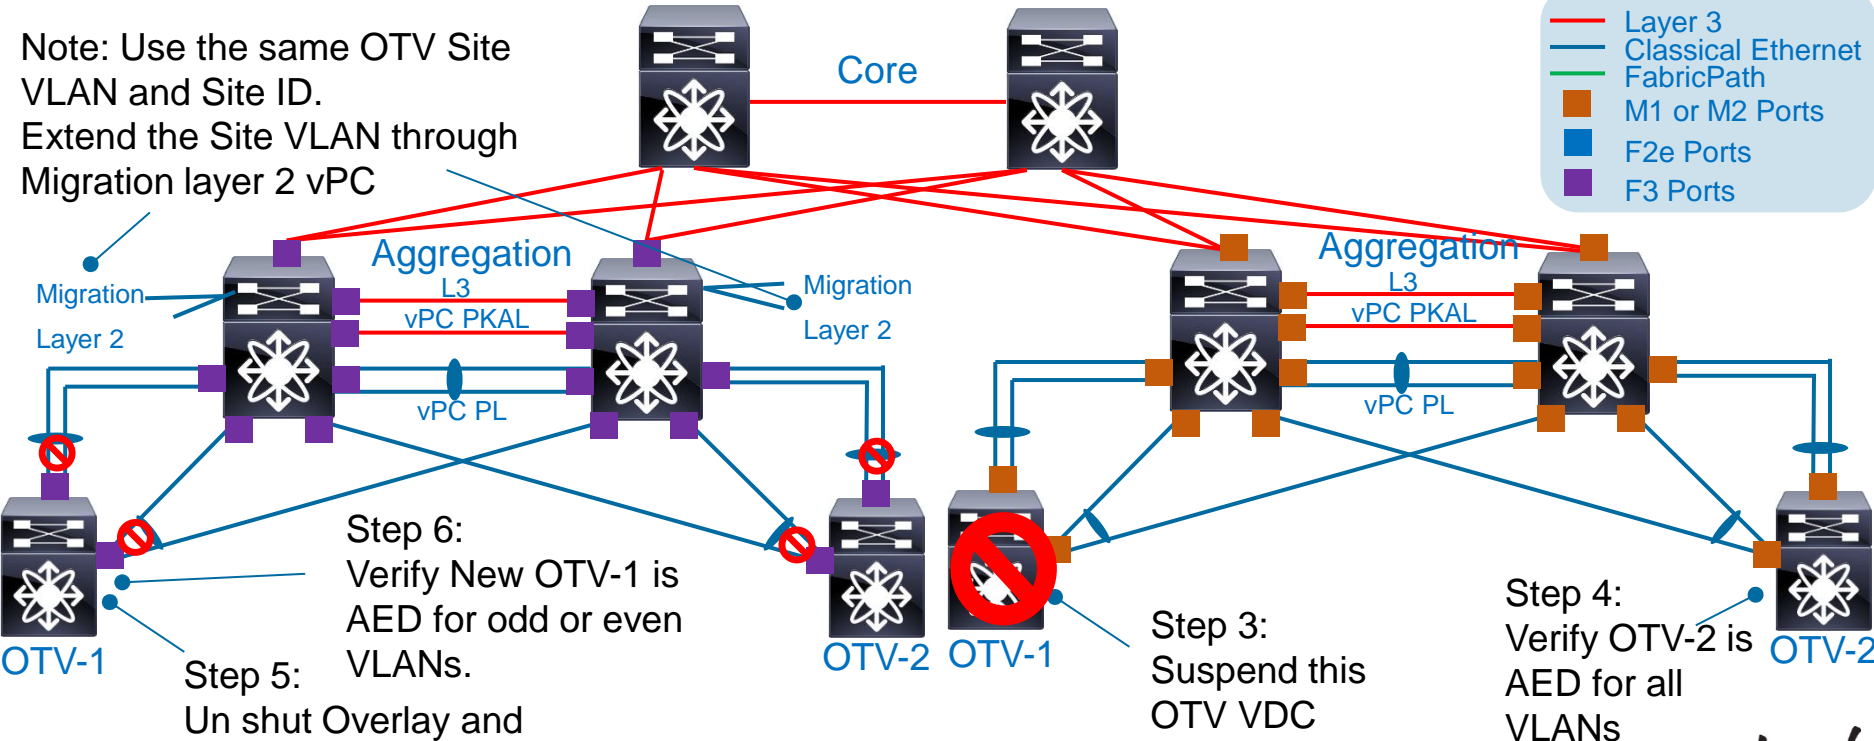 Note: Use the same OTV Site
VLAN and Site ID.
Extend the Site VLAN through
Migration layer 2 vPC
Core
Layer 3
Classical Ethernet
FabricPath
M1 or M2 Ports
F2e Ports
F3 Ports
Aggregation
L3
vPC PKAL
vPC PL
Migration
Layer 2
Migration
Layer 2
Aggregation
L3
vPC PKAL
vPC PL
OTV-1
Step 6:
Verify New OTV-1 is
AED for odd or even
VLANs.
Step 5:
Un shut Overlay and
OTV-2
OTV-1
Step 3:
Suspend this
OTV VDC
Step 4:
Verify OTV-2 is
AED for all
VLANs
OTV-2